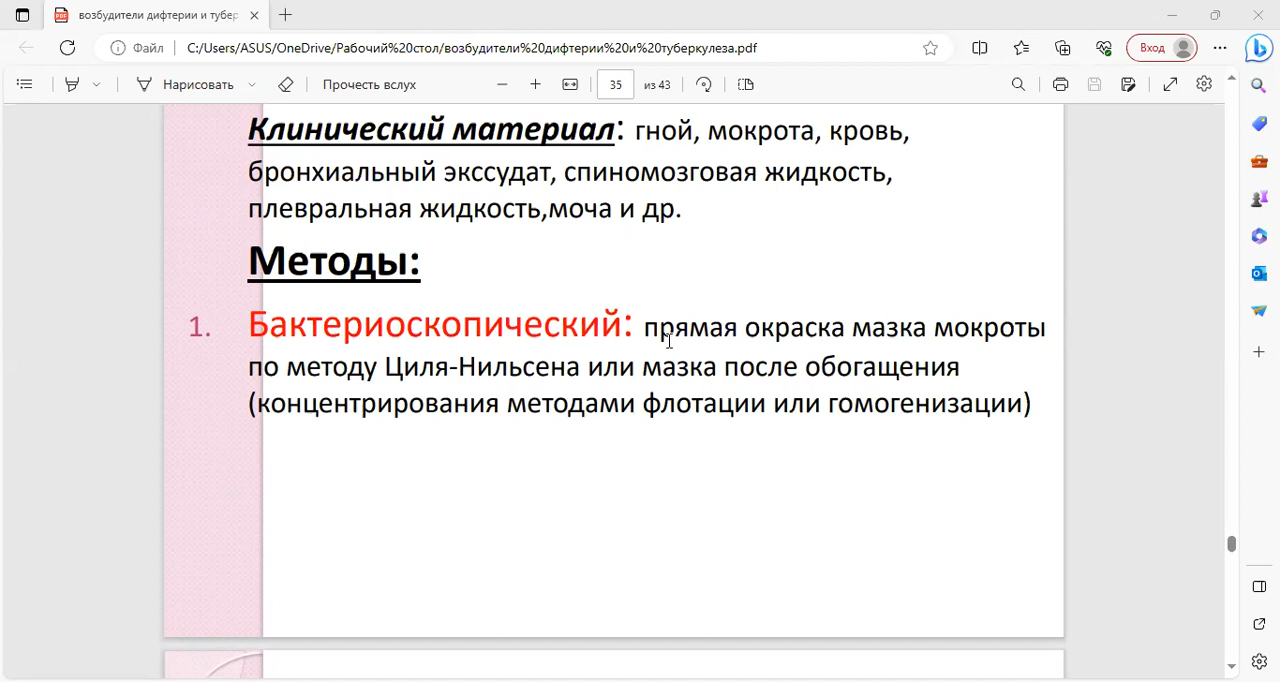 возбудители дифтерии и тубер
Файл
C:/Users/ASUS/OneDrive/Рабочий%20стол/возбудители%20дифтерии%20и%20туберкулеза.pdf
Вход
Нарисовать
Прочесть вслух
35
из 43
Клинический материал: гной, мокрота, кровь,
бронхиальный экссудат, спиномозговая жидкость,
плевральная жидкость,моча и др.
Методы:
1. Бактериоскопический: прямая окраска мазка мокроты
по методу Циля-Нильсена или мазка после обогащения
(концентрирования методами флотации или гомогенизации)